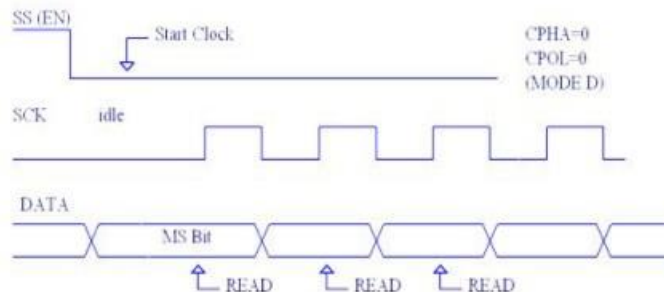 SS (EN)
Start Clock
CPHA=0
CPOL=0
(MODE D)
SCK idle
DATA
MS Bit
READ READ READ